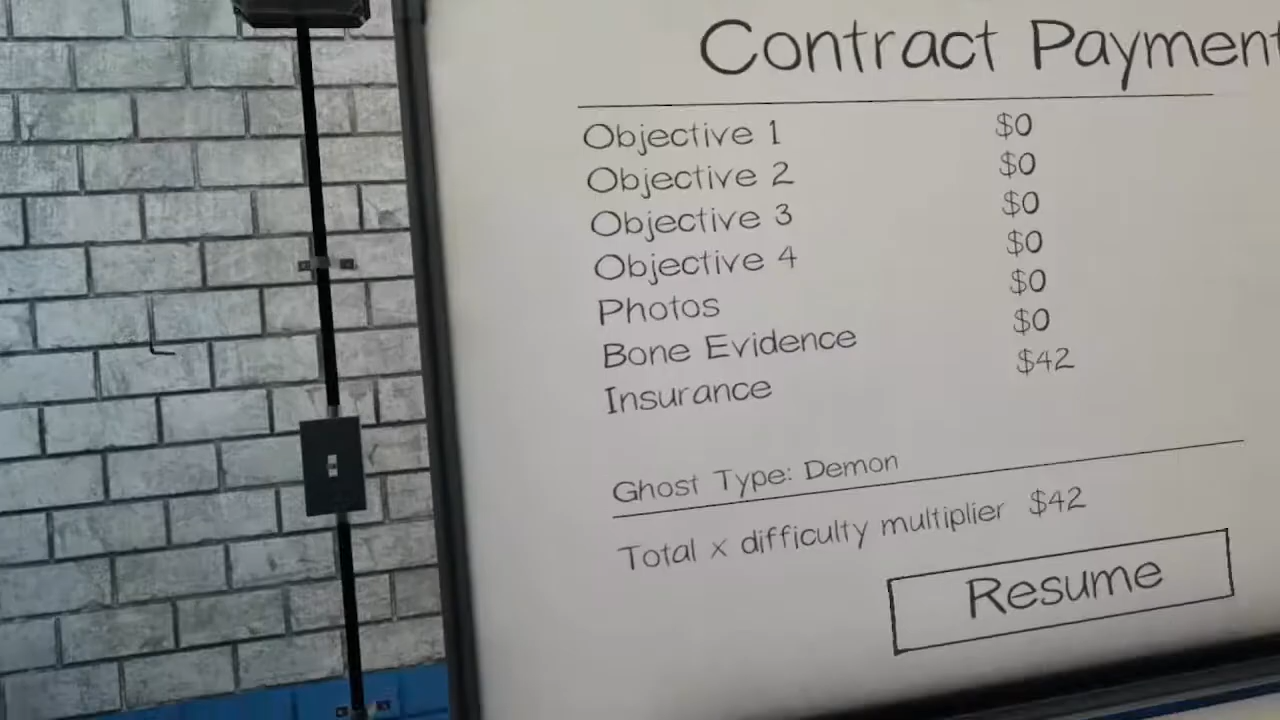 Contract Payment
Objective 1 $0
Objective 2 $0
Objective 3 $0
Objective 4 $0
Photos $0
Bone Evidence $0
Insurance $42
Ghost Type: Demon
Total x difficulty multiplier $42
Resume